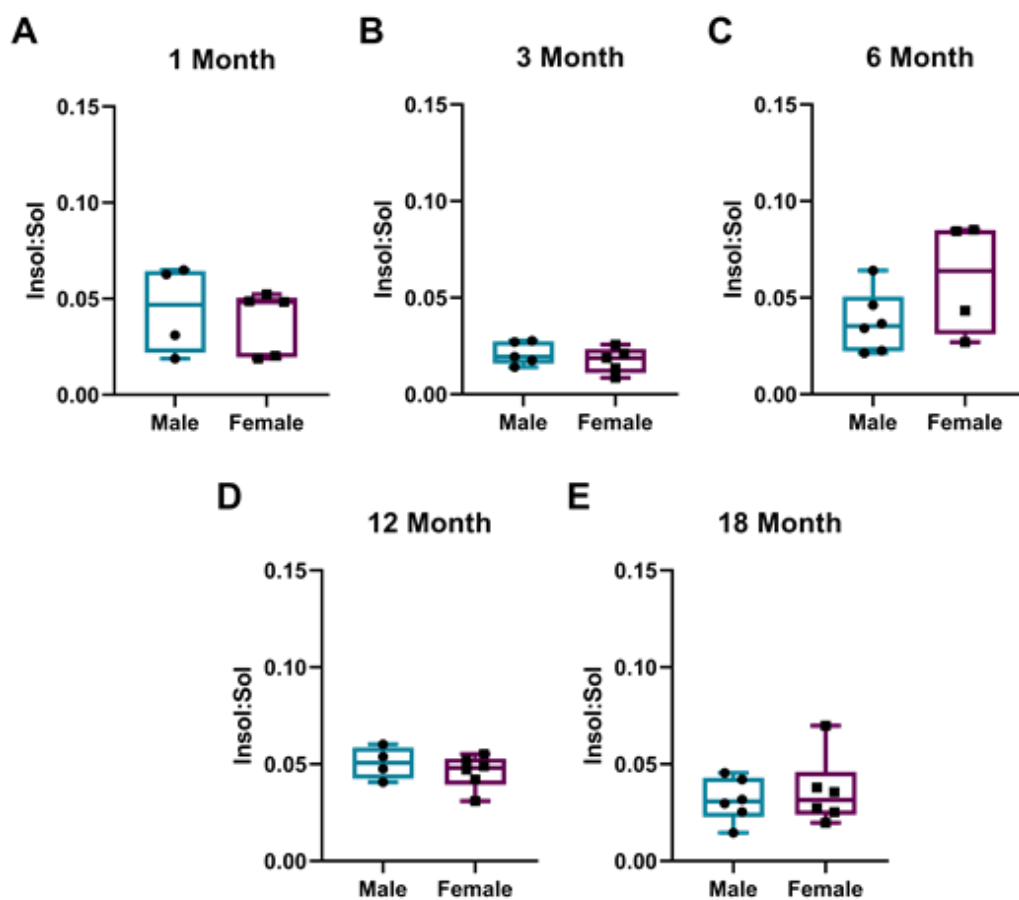 A
1 Month
Insol:Sol
0.15
0.10
0.05
0.00
Male Female
B
3 Month
Insol:Sol
0.15
0.10
0.05
0.00
Male Female
C
6 Month
Insol:Sol
0.15
0.10
0.05
0.00
Male Female
D
12 Month
Insol:Sol
0.15
0.10
0.05
0.00
Male Female
E
18 Month
Insol:Sol
0.15
0.10
0.05
0.00
Male Female